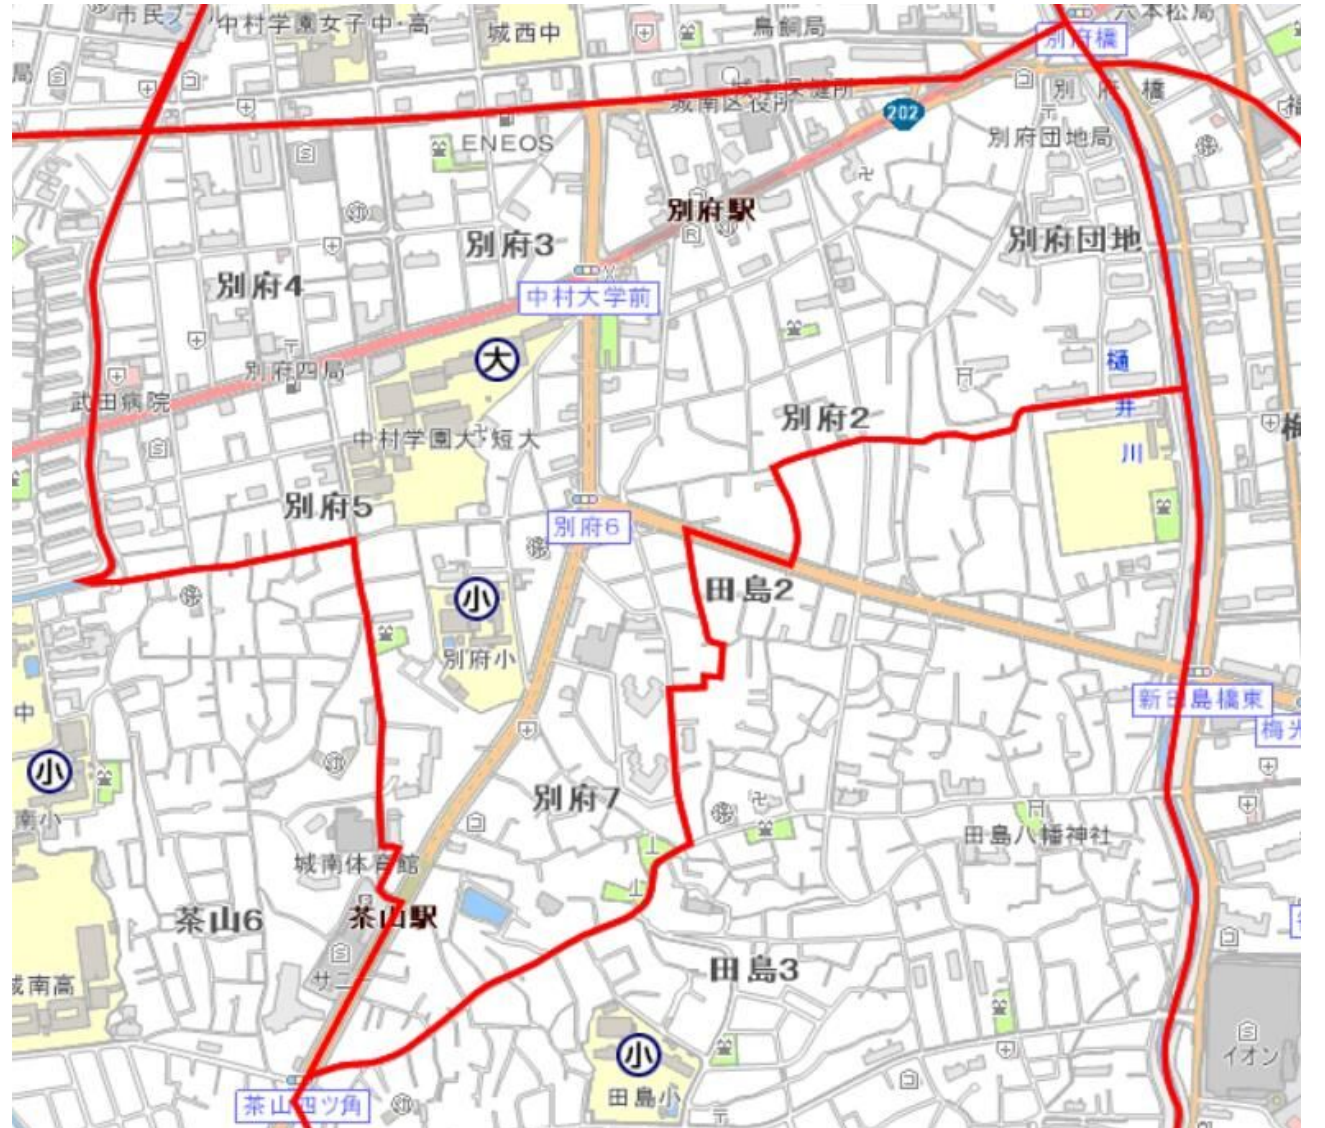 中村学園女子中・高
城西中
鳥飼局
六本松局
別府橋
局
城南保健所
城南区役所
別府橋
202
ENEOS
別府団地局
別府駅
別府3
別府団地
別府4
中村大学前
大
樋
別府四局
武田病院
別府2
井
中村学園大・短大
川
別府5
別府6
田島2
小
別府小
新田島橋東
中
梅光
小
別府7
南小
田島八幡神社
城南体育館
茶山6
茶山駅
田島3
サニ
城南高
小
イオン
茶山四ツ角
田島小